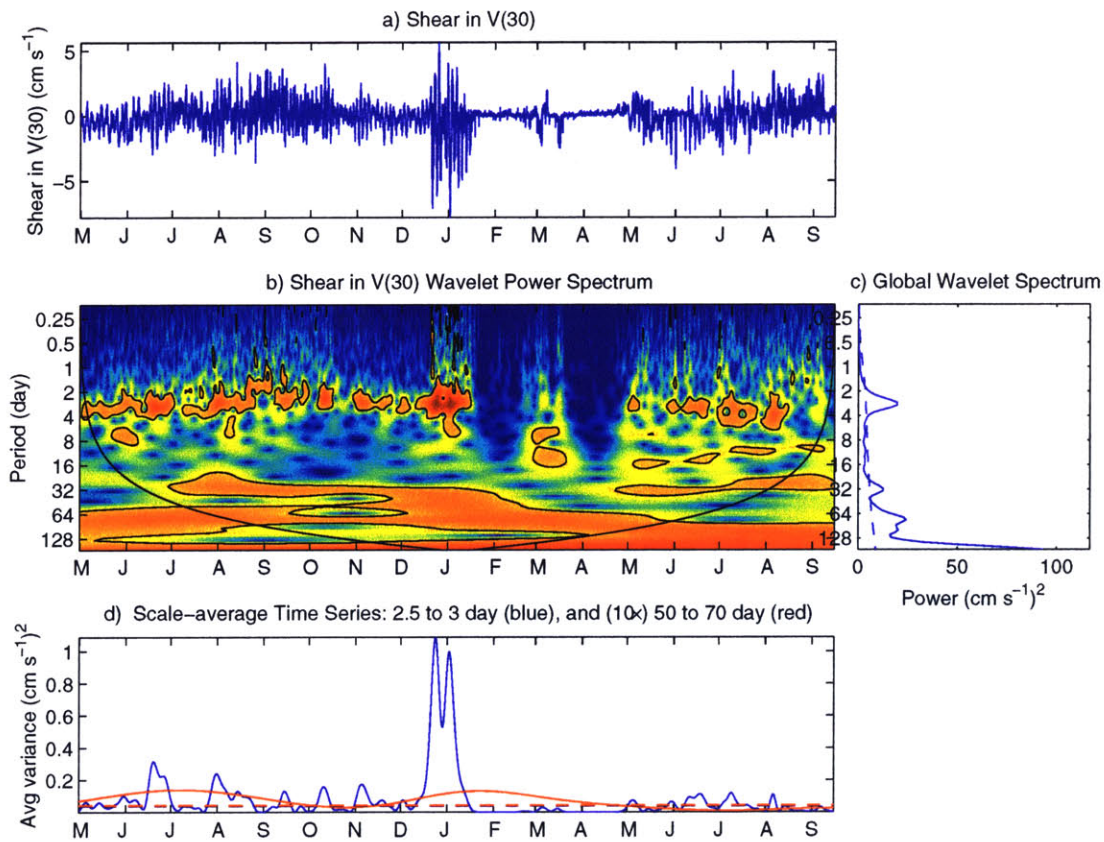 a) Shear in V(30)
Shear in V(30) (cm s⁻¹)
5
0
−5
M J J A S O N D J F M A M J J A S
b) Shear in V(30) Wavelet Power Spectrum
Period (day)
0.25
0.5
1
2
4
8
16
32
64
128
M J J A S O N D J F M A M J J A S
c) Global Wavelet Spectrum
0.25
0.5
1
2
4
8
16
32
64
128
0 50 100
Power (cm s⁻¹)²
d) Scale−average Time Series: 2.5 to 3 day (blue), and (10×) 50 to 70 day (red)
Avg variance (cm s⁻¹)²
1
0.8
0.6
0.4
0.2
M J J A S O N D J F M A M J J A S